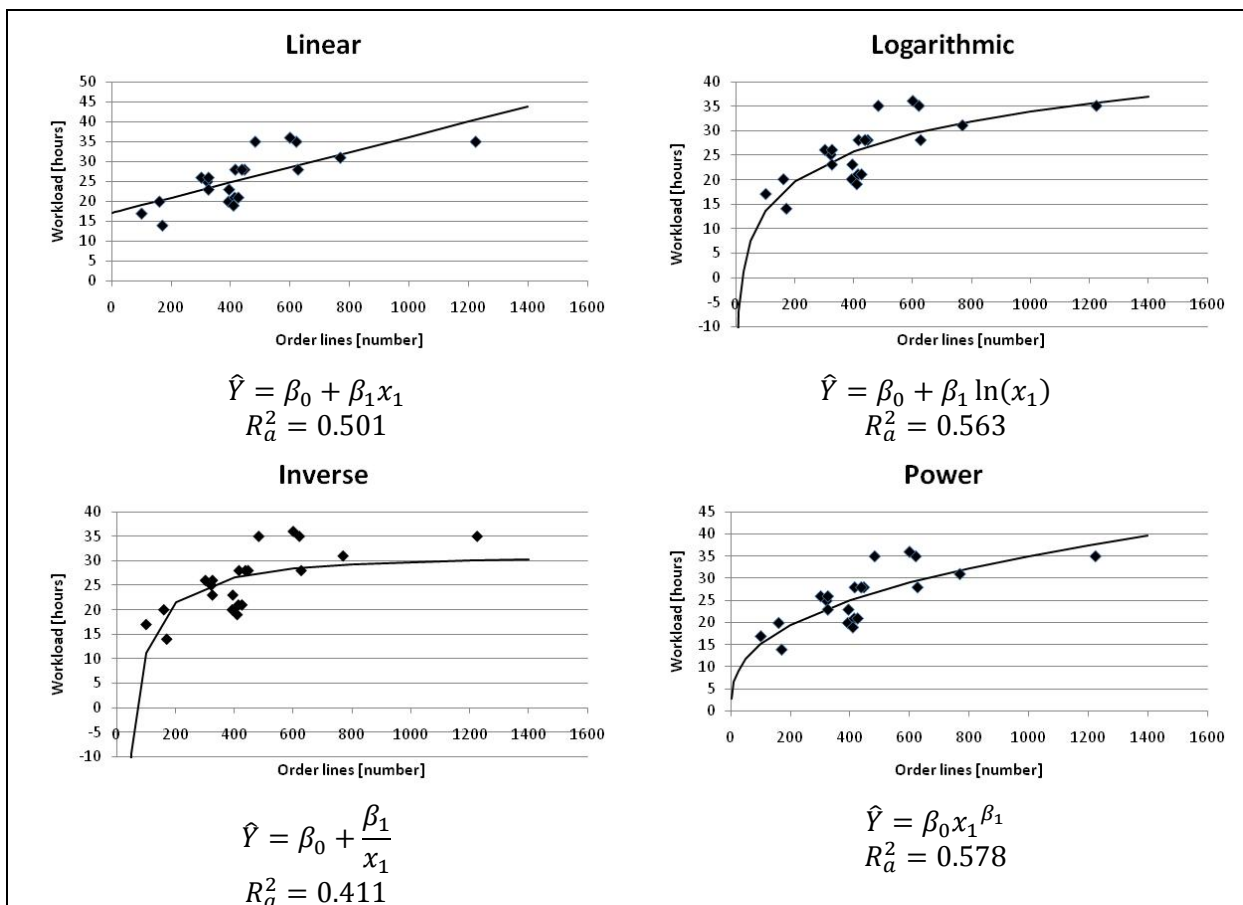 Linear
50
45
40
35
30
25
20
15
10
5
0
Workload [hours]
0 200 400 600 800 1000 1200 1400 1600
Order lines [number]
Ŷ = β₀ + β₁x₁
R²ₐ = 0.501
Logarithmic
40
35
30
25
20
15
10
5
0
-5
-10
Workload [hours]
0 200 400 600 800 1000 1200 1400 1600
Order lines [number]
Ŷ = β₀ + β₁ ln(x₁)
R²ₐ = 0.563
Inverse
40
35
30
25
20
15
10
5
0
-5
-10
Workload [hours]
0 200 400 600 800 1000 1200 1400 1600
Order lines [number]
Ŷ = β₀ + β₁/x₁
R²ₐ = 0.411
Power
45
40
35
30
25
20
15
10
5
0
Workload [hours]
0 200 400 600 800 1000 1200 1400 1600
Order lines [number]
Ŷ = β₀x₁^β₁
R²ₐ = 0.578